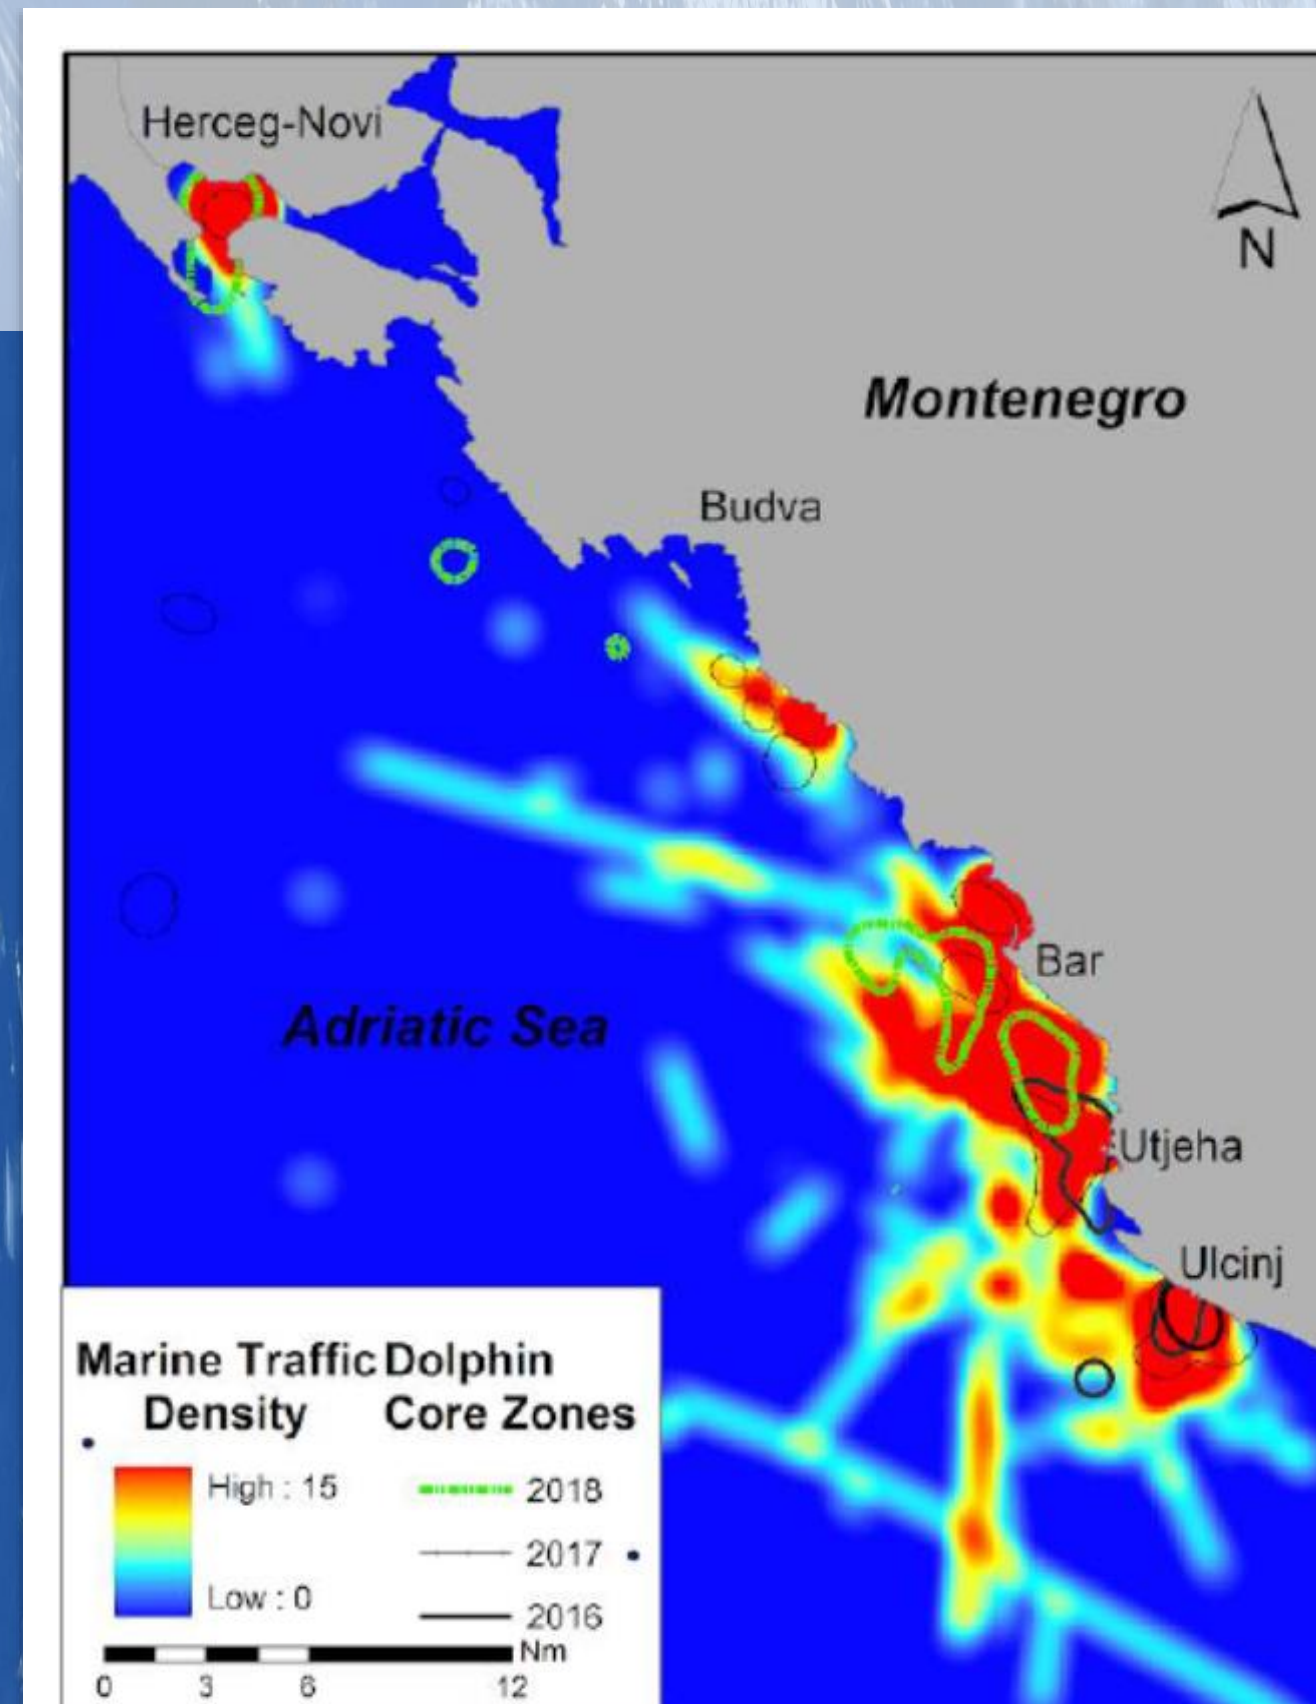 Herceg-Novi
N
Montenegro
Budva
Bar
Adriatic Sea
Utjeha
Ulcinj
Marine Traffic Density
High : 15
Low : 0
Dolphin Core Zones
2018
2017
2016
Nm
0 3 6 12